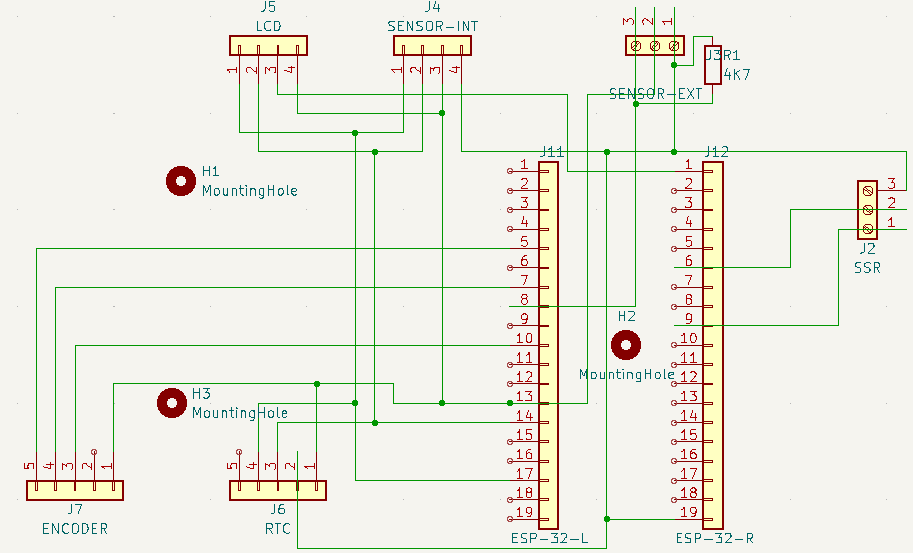 J5
LCD
1
2
3
4
J4
SENSOR-INT
1
2
3
4
3
2
1
J3
R1
4K7
SENSOR-EXT
H1
MountingHole
J11
1
2
3
4
5
6
7
8
9
10
11
12
13
14
15
16
17
18
19
ESP-32-L
J12
1
2
3
4
5
6
7
8
9
10
11
12
13
14
15
16
17
18
19
ESP-32-R
3
2
1
J2
SSR
H2
MountingHole
H3
MountingHole
5
4
3
2
1
J7
ENCODER
5
4
3
2
1
J6
RTC